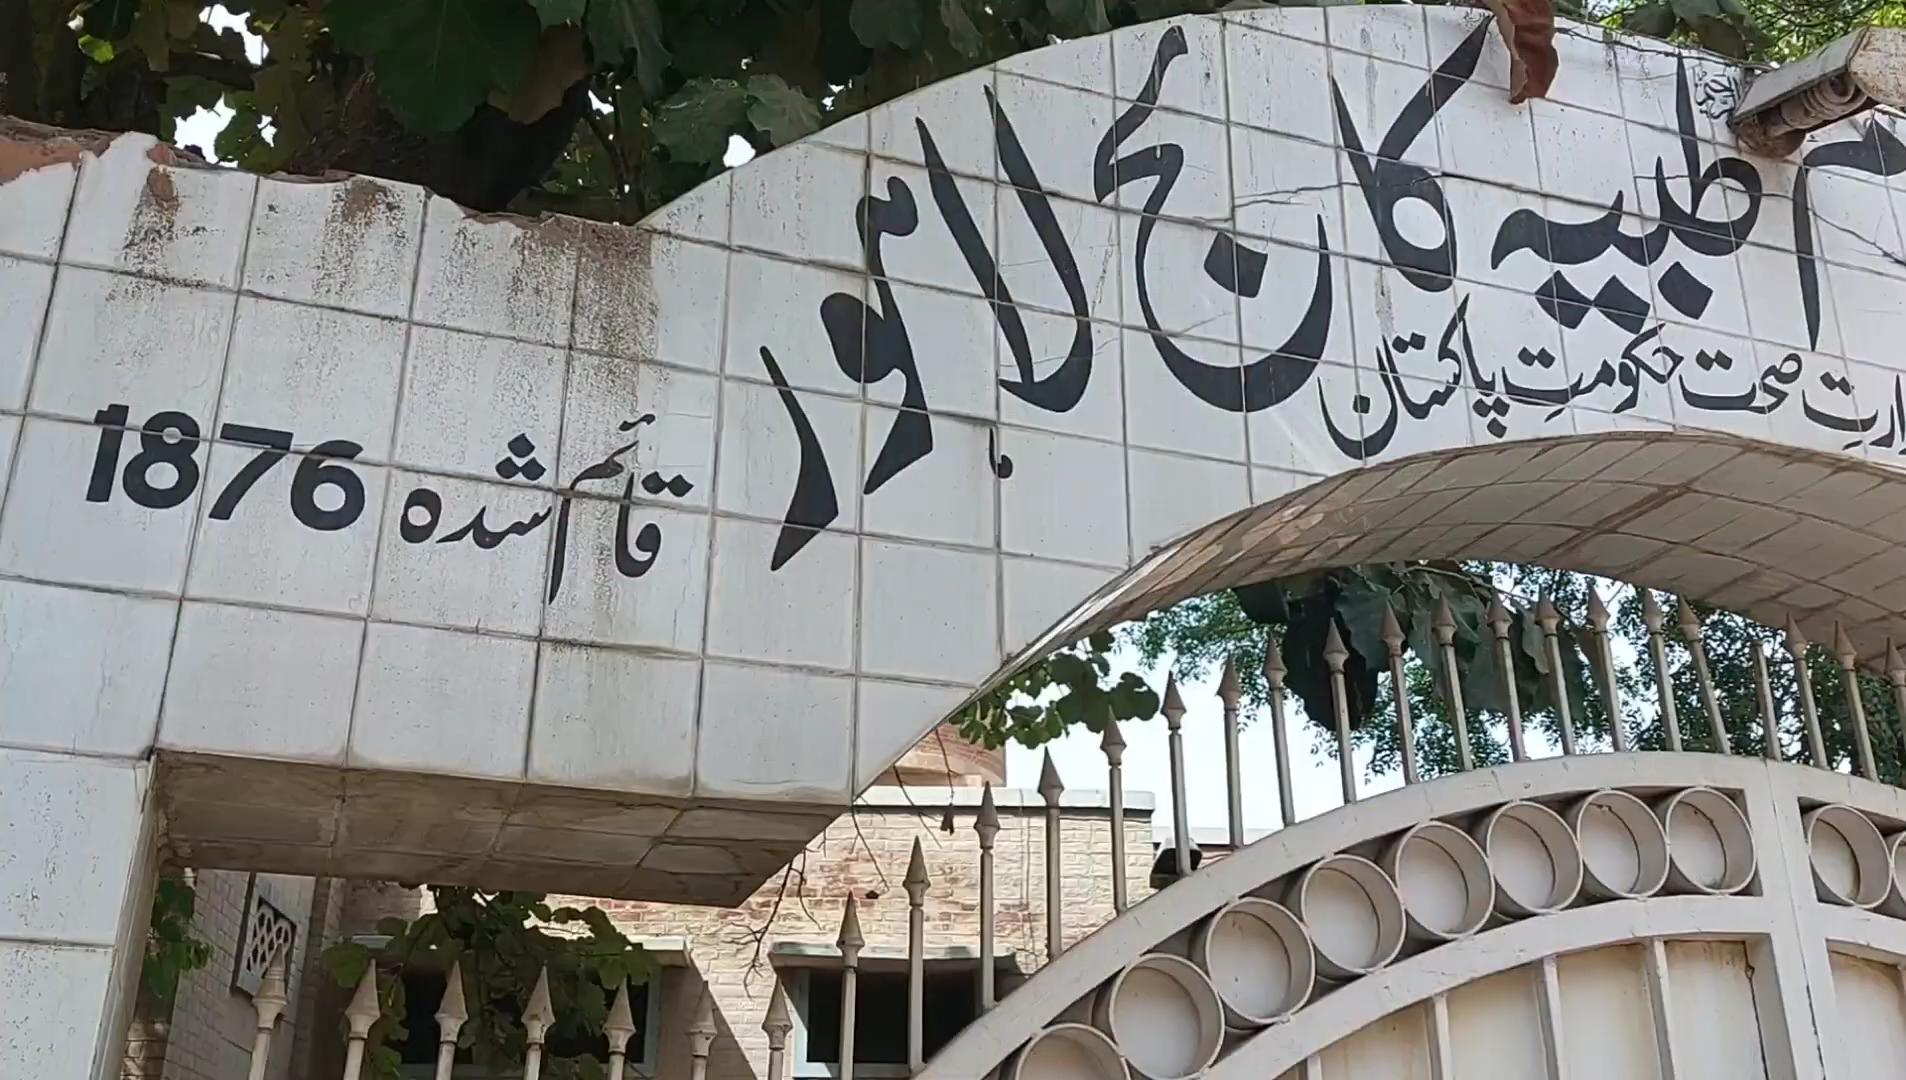 طبیہ کالج لاہور
صحت حکومتِ پاکستان
قائم شدہ 1876